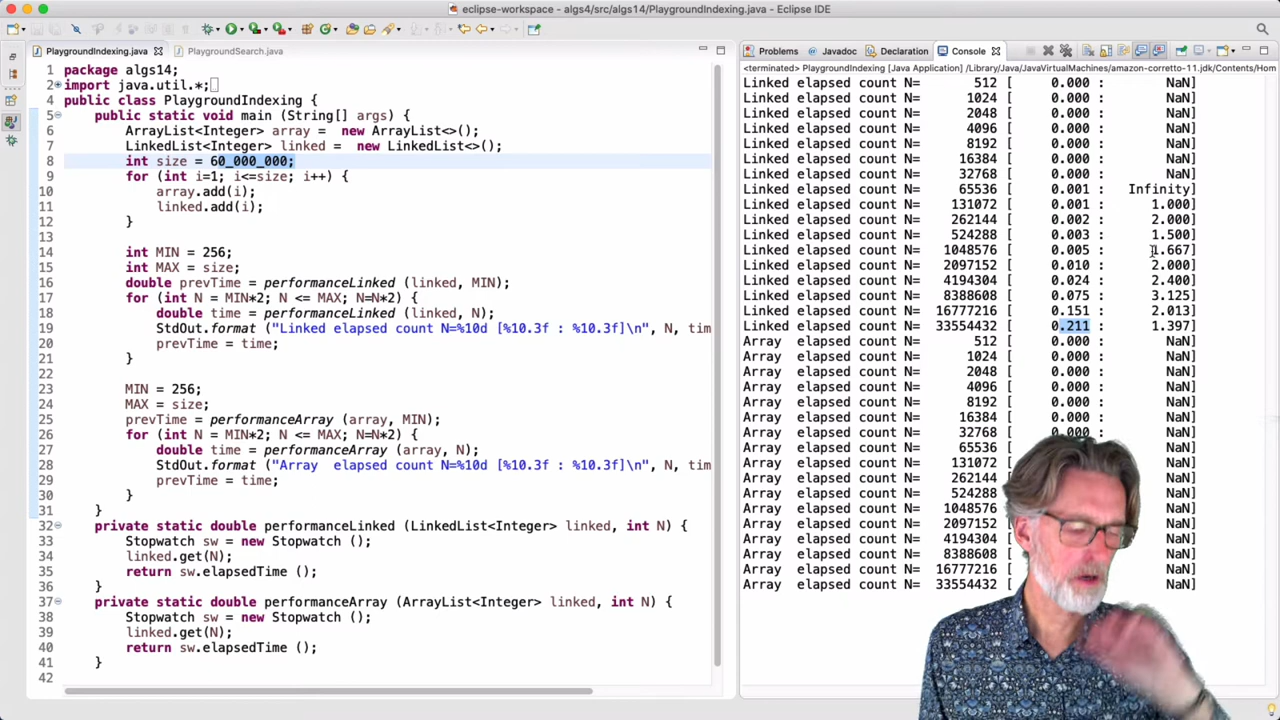 eclipse-workspace - algs4/src/algs14/PlaygroundIndexing.java - Eclipse IDE
PlaygroundIndexing.java
PlaygroundSearch.java
1 package algs14;
2 import java.util.*;
4 public class PlaygroundIndexing {
5 public static void main (String[] args) {
6 ArrayList<Integer> array = new ArrayList<>();
7 LinkedList<Integer> linked = new LinkedList<>();
8 int size = 60_000_000;
9 for (int i=1; i<=size; i++) {
10 array.add(i);
11 linked.add(i);
12 }
13
14 int MIN = 256;
15 int MAX = size;
16 double prevTime = performanceLinked (linked, MIN);
17 for (int N = MIN*2; N <= MAX; N=N*2) {
18 double time = performanceLinked (linked, N);
19 StdOut.format ("Linked elapsed count N=%10d [%10.3f : %10.3f]\n", N, tim
20 prevTime = time;
21 }
22
23 MIN = 256;
24 MAX = size;
25 prevTime = performanceArray (array, MIN);
26 for (int N = MIN*2; N <= MAX; N=N*2) {
27 double time = performanceArray (array, N);
28 StdOut.format ("Array  elapsed count N=%10d [%10.3f : %10.3f]\n", N, tim
29 prevTime = time;
30 }
31 }
32 private static double performanceLinked (LinkedList<Integer> linked, int N) {
33 Stopwatch sw = new Stopwatch ();
34 linked.get(N);
35 return sw.elapsedTime ();
36 }
37 private static double performanceArray (ArrayList<Integer> linked, int N) {
38 Stopwatch sw = new Stopwatch ();
39 linked.get(N);
40 return sw.elapsedTime ();
41 }
42
Problems Javadoc Declaration Console
<terminated> PlaygroundIndexing [Java Application] /Library/Java/JavaVirtualMachines/amazon-corretto-11.jdk/Contents/Hom
Linked elapsed count N= 512 [ 0.000 : NaN]
Linked elapsed count N= 1024 [ 0.000 : NaN]
Linked elapsed count N= 2048 [ 0.000 : NaN]
Linked elapsed count N= 4096 [ 0.000 : NaN]
Linked elapsed count N= 8192 [ 0.000 : NaN]
Linked elapsed count N= 16384 [ 0.000 : NaN]
Linked elapsed count N= 32768 [ 0.000 : NaN]
Linked elapsed count N= 65536 [ 0.001 : Infinity]
Linked elapsed count N= 131072 [ 0.001 : 1.000]
Linked elapsed count N= 262144 [ 0.002 : 2.000]
Linked elapsed count N= 524288 [ 0.003 : 1.500]
Linked elapsed count N= 1048576 [ 0.005 : 1.667]
Linked elapsed count N= 2097152 [ 0.010 : 2.000]
Linked elapsed count N= 4194304 [ 0.024 : 2.400]
Linked elapsed count N= 8388608 [ 0.075 : 3.125]
Linked elapsed count N= 16777216 [ 0.151 : 2.013]
Linked elapsed count N= 33554432 [ 0.211 : 1.397]
Array elapsed count N= 512 [ 0.000 : NaN]
Array elapsed count N= 1024 [ 0.000 : NaN]
Array elapsed count N= 2048 [ 0.000 : NaN]
Array elapsed count N= 4096 [ 0.000 : NaN]
Array elapsed count N= 8192 [ 0.000 : NaN]
Array elapsed count N= 16384 [ 0.000 : NaN]
Array elapsed count N= 32768 [ 0.000 : NaN]
Array elapsed count N= 65536 [ NaN]
Array elapsed count N= 131072 [ NaN]
Array elapsed count N= 262144 [ NaN]
Array elapsed count N= 524288 [ NaN]
Array elapsed count N= 1048576 [ NaN]
Array elapsed count N= 2097152 [ NaN]
Array elapsed count N= 4194304 [ NaN]
Array elapsed count N= 8388608 [ NaN]
Array elapsed count N= 16777216 [ NaN]
Array elapsed count N= 33554432 [ NaN]